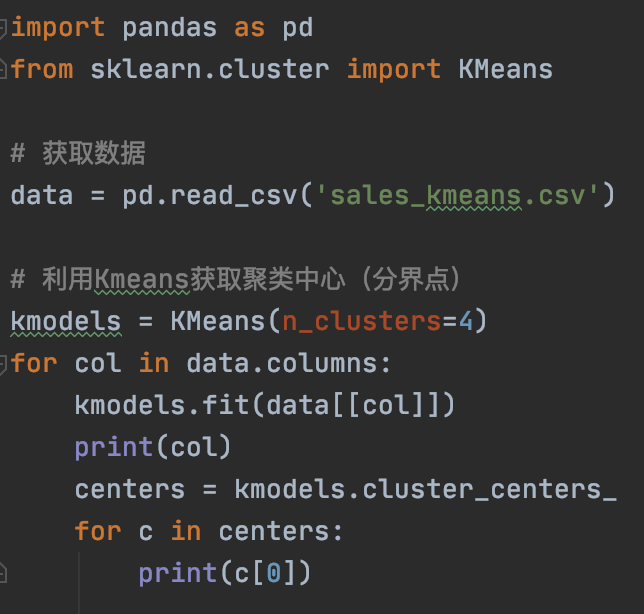 import pandas as pd
from sklearn.cluster import KMeans
# 获取数据
data = pd.read_csv('sales_kmeans.csv')
# 利用Kmeans获取聚类中心（分界点）
kmodels = KMeans(n_clusters=4)
for col in data.columns:
    kmodels.fit(data[[col]])
    print(col)
    centers = kmodels.cluster_centers_
    for c in centers:
        print(c[0])